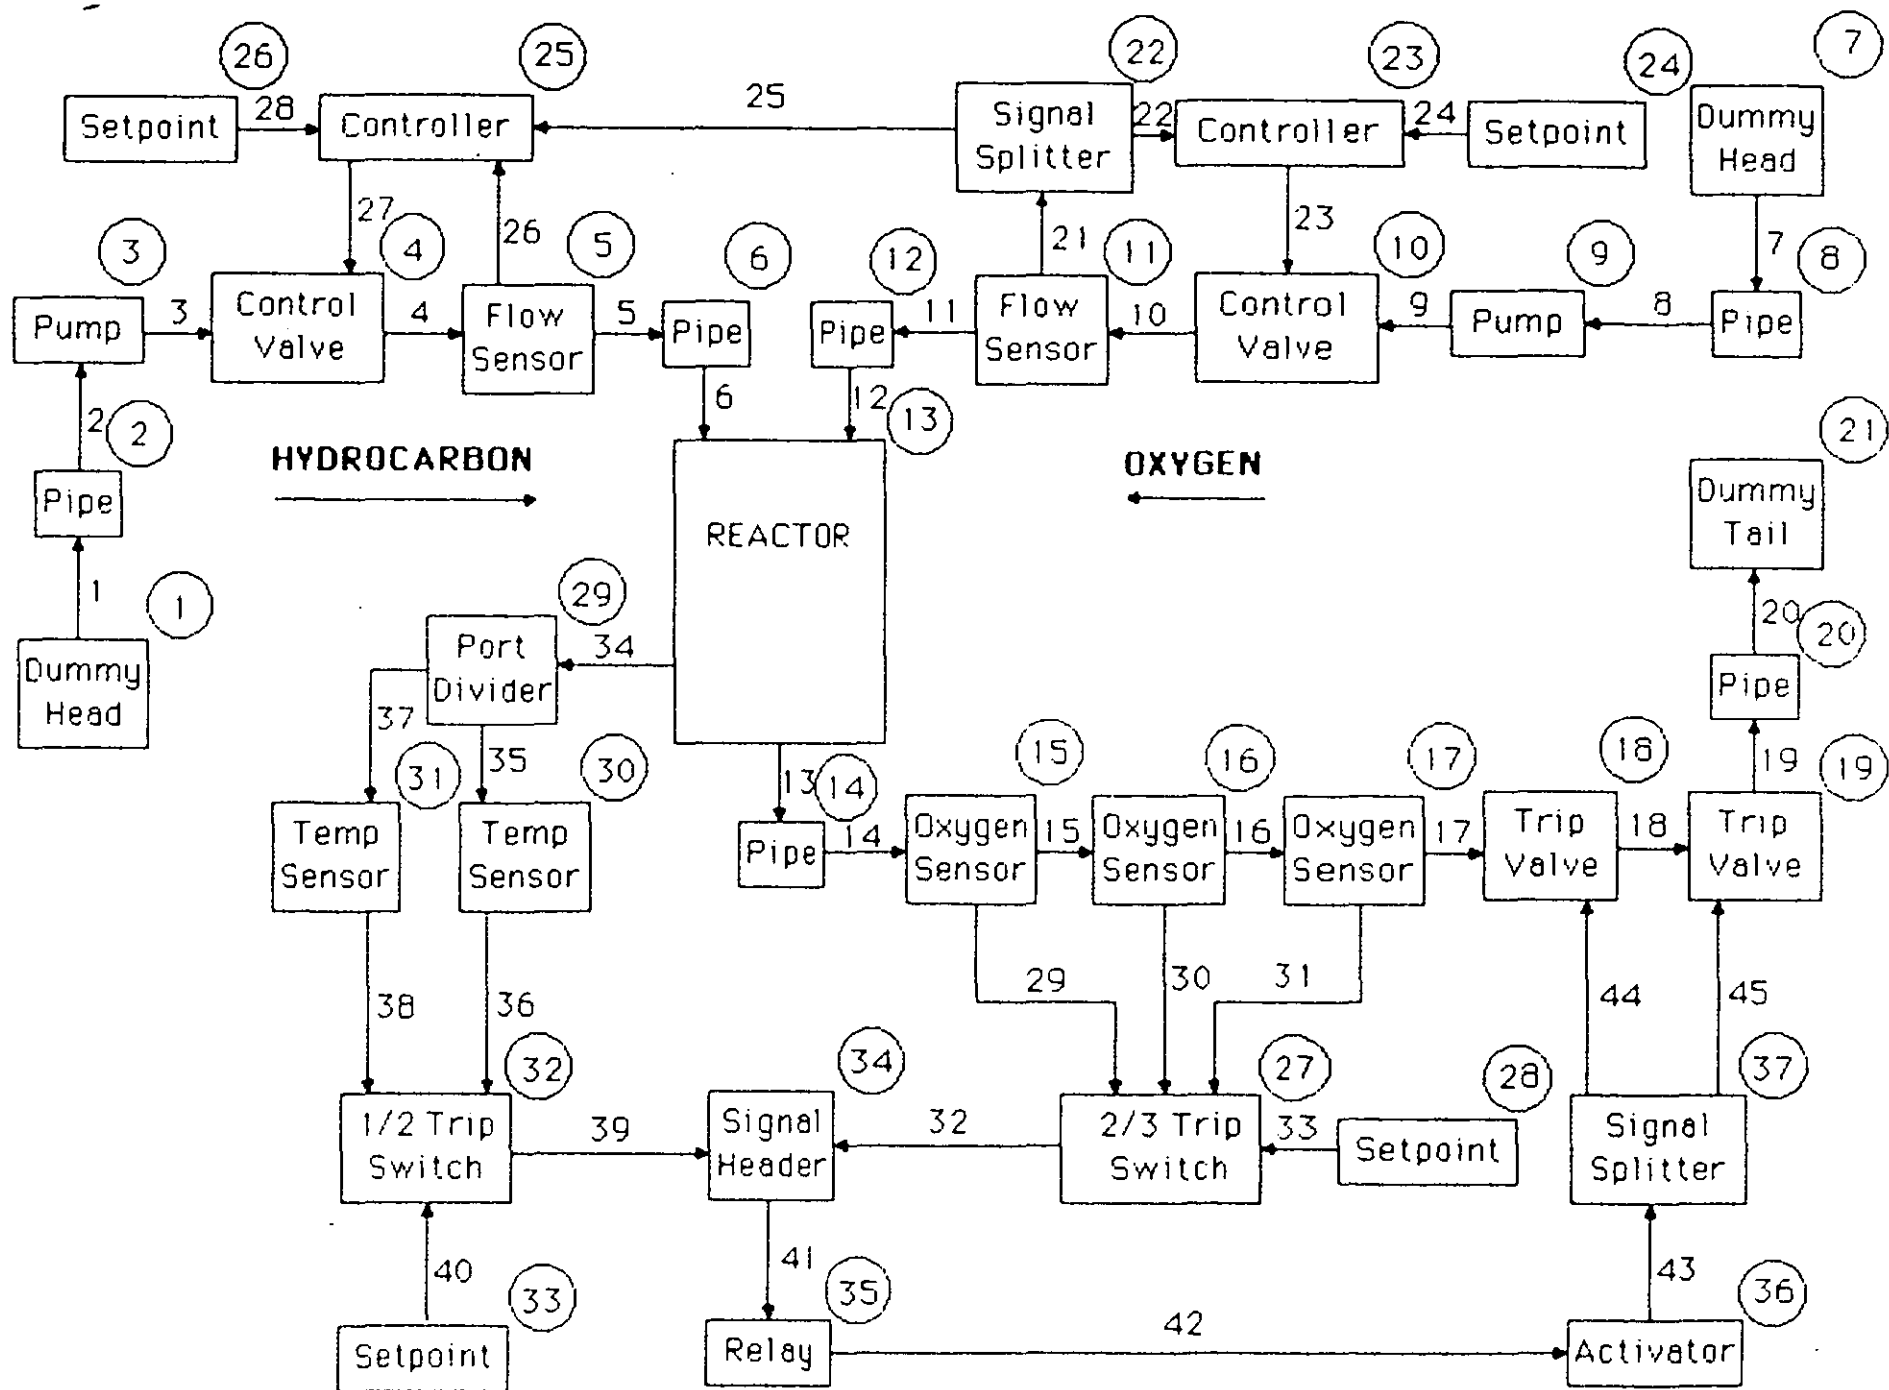 26
25
22
23
24
7
Setpoint
28
Controller
25
Signal
Splitter
22
Controller
24
Setpoint
Dummy
Head
27
26
21
23
7
3
4
5
6
12
11
10
9
8
Pump
3
Control
Valve
4
Flow
Sensor
5
Pipe
Pipe
11
Flow
Sensor
10
Control
Valve
9
Pump
8
Pipe
6
12
13
2
2
HYDROCARBON
OXYGEN
21
Pipe
REACTOR
Dummy
Tail
1
1
29
20
20
Dummy
Head
Port
Divider
34
Pipe
37
35
31
30
13
14
15
16
17
18
19
19
Temp
Sensor
Temp
Sensor
Pipe
14
Oxygen
Sensor
15
Oxygen
Sensor
16
Oxygen
Sensor
17
Trip
Valve
18
Trip
Valve
38
36
29
30
31
44
45
32
34
27
28
37
1/2 Trip
Switch
39
Signal
Header
32
2/3 Trip
Switch
33
Setpoint
Signal
Splitter
40
33
41
35
43
36
Setpoint
Relay
42
Activator